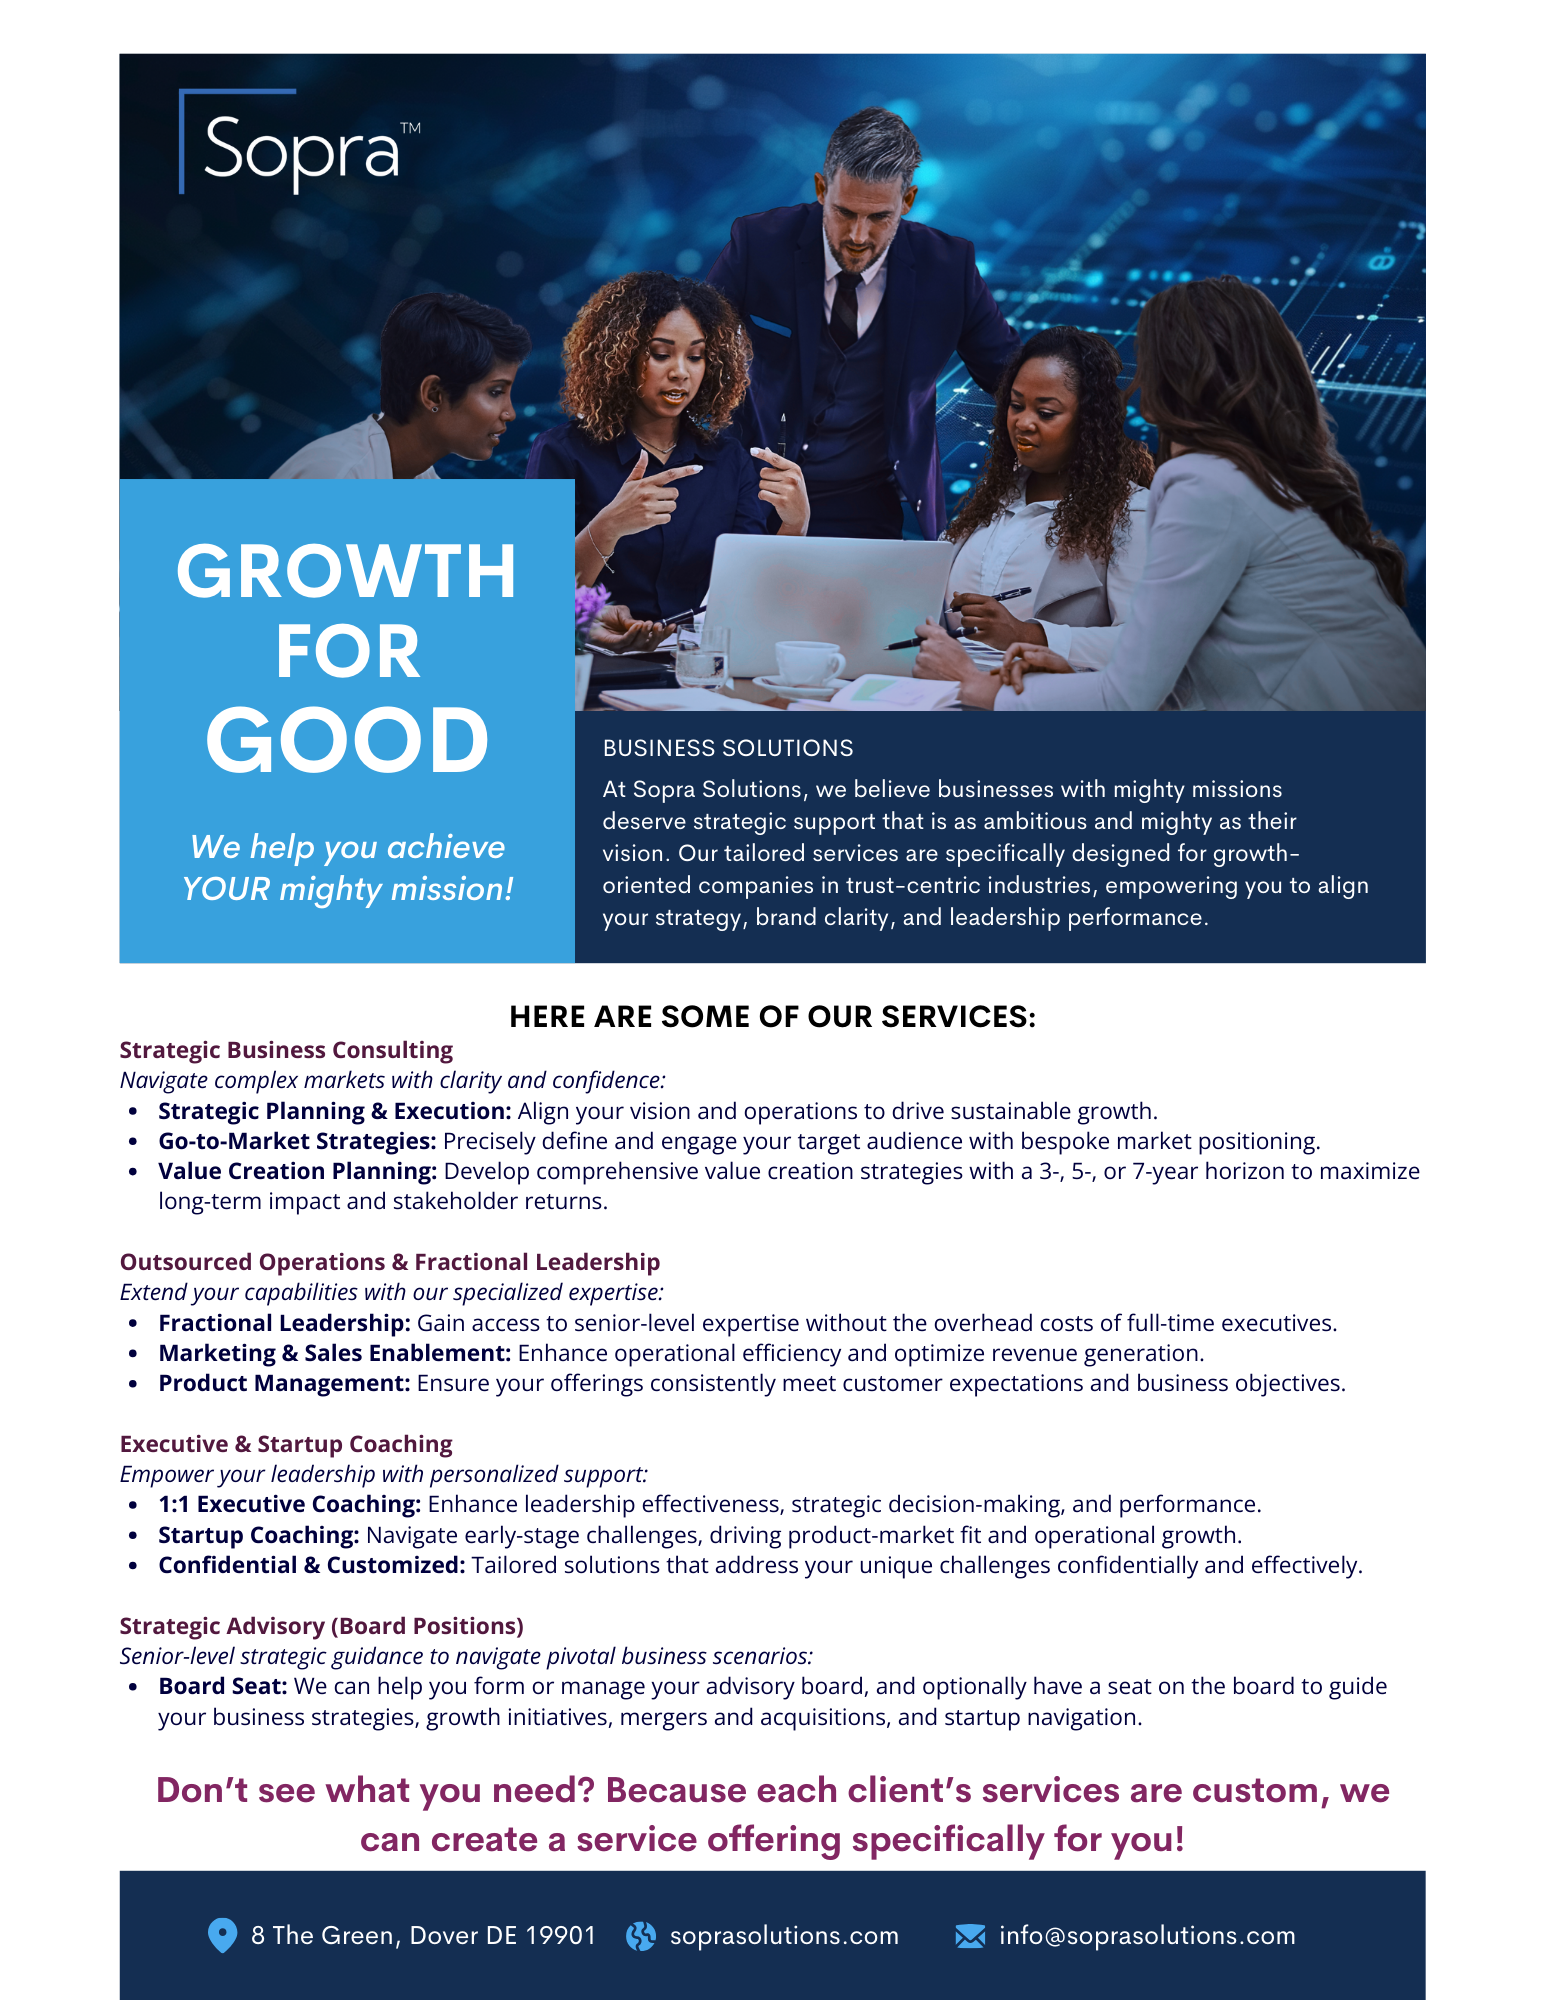 Sopra™
GROWTH
FOR
GOOD
We help you achieve
YOUR mighty mission!
BUSINESS SOLUTIONS
At Sopra Solutions, we believe businesses with mighty missions
deserve strategic support that is as ambitious and mighty as their
vision. Our tailored services are specifically designed for growth-
oriented companies in trust-centric industries, empowering you to align
your strategy, brand clarity, and leadership performance.
HERE ARE SOME OF OUR SERVICES:
Strategic Business Consulting
Navigate complex markets with clarity and confidence:
• Strategic Planning & Execution: Align your vision and operations to drive sustainable growth.
• Go-to-Market Strategies: Precisely define and engage your target audience with bespoke market positioning.
• Value Creation Planning: Develop comprehensive value creation strategies with a 3-, 5-, or 7-year horizon to maximize
long-term impact and stakeholder returns.
Outsourced Operations & Fractional Leadership
Extend your capabilities with our specialized expertise:
• Fractional Leadership: Gain access to senior-level expertise without the overhead costs of full-time executives.
• Marketing & Sales Enablement: Enhance operational efficiency and optimize revenue generation.
• Product Management: Ensure your offerings consistently meet customer expectations and business objectives.
Executive & Startup Coaching
Empower your leadership with personalized support:
• 1:1 Executive Coaching: Enhance leadership effectiveness, strategic decision-making, and performance.
• Startup Coaching: Navigate early-stage challenges, driving product-market fit and operational growth.
• Confidential & Customized: Tailored solutions that address your unique challenges confidentially and effectively.
Strategic Advisory (Board Positions)
Senior-level strategic guidance to navigate pivotal business scenarios:
• Board Seat: We can help you form or manage your advisory board, and optionally have a seat on the board to guide
your business strategies, growth initiatives, mergers and acquisitions, and startup navigation.
Don't see what you need? Because each client's services are custom, we
can create a service offering specifically for you!
8 The Green, Dover DE 19901 soprasolutions.com info@soprasolutions.com